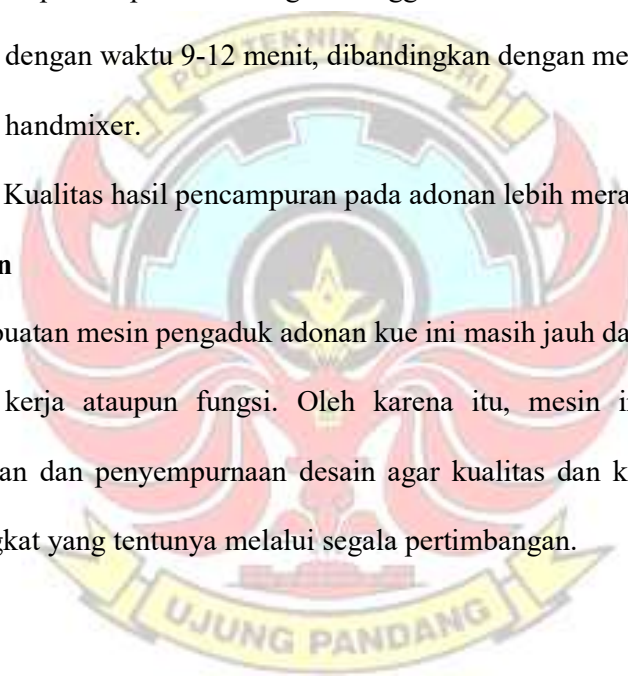 dengan waktu 9-12 menit, dibandingkan dengan me
handmixer.
Kualitas hasil pencampuran pada adonan lebih mera
n
buatan mesin pengaduk adonan kue ini masih jauh da
kerja ataupun fungsi. Oleh karena itu, mesin i
an dan penyempurnaan desain agar kualitas dan k
gkat yang tentunya melalui segala pertimbangan.
POLITEKNIK NEGERI
UJUNG PANDANG